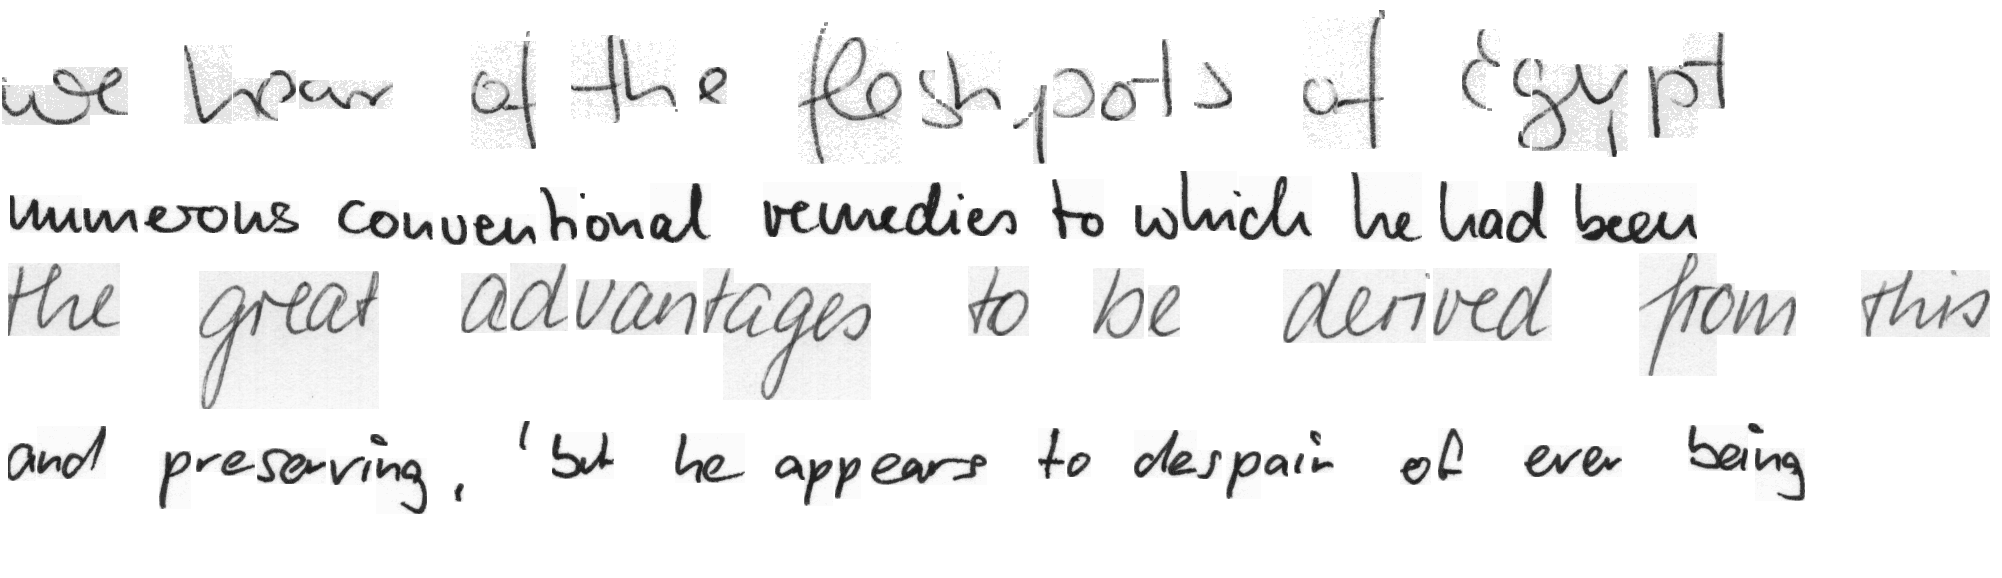 we hear of the fleshpots of Egypt
numerous conventional remedies to which he had been
the great advantages to be derived from this
and preserving, 'but he appears to despair of ever being